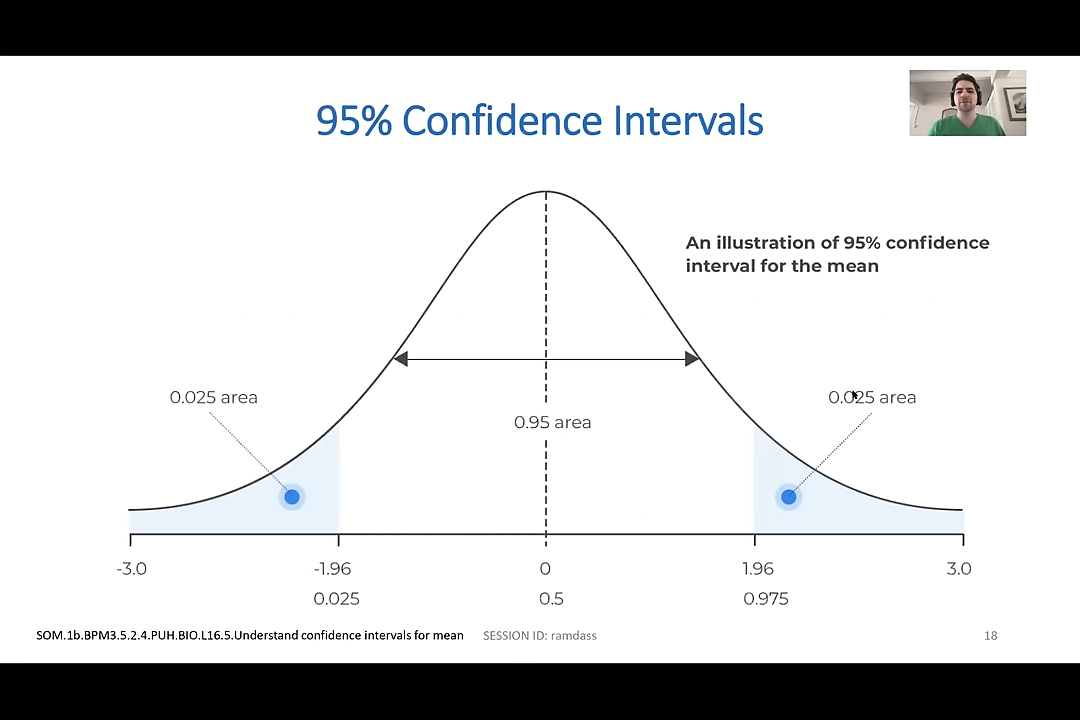 95% Confidence Intervals
An illustration of 95% confidence
interval for the mean
0.025 area
0.025 area
0.95 area
-3.0 -1.96 0 1.96 3.0
0.025 0.5 0.975
SOM.1b.BPM3.5.2.4.PUH.BIO.L16.5.Understand confidence intervals for mean SESSION ID: ramdass 18